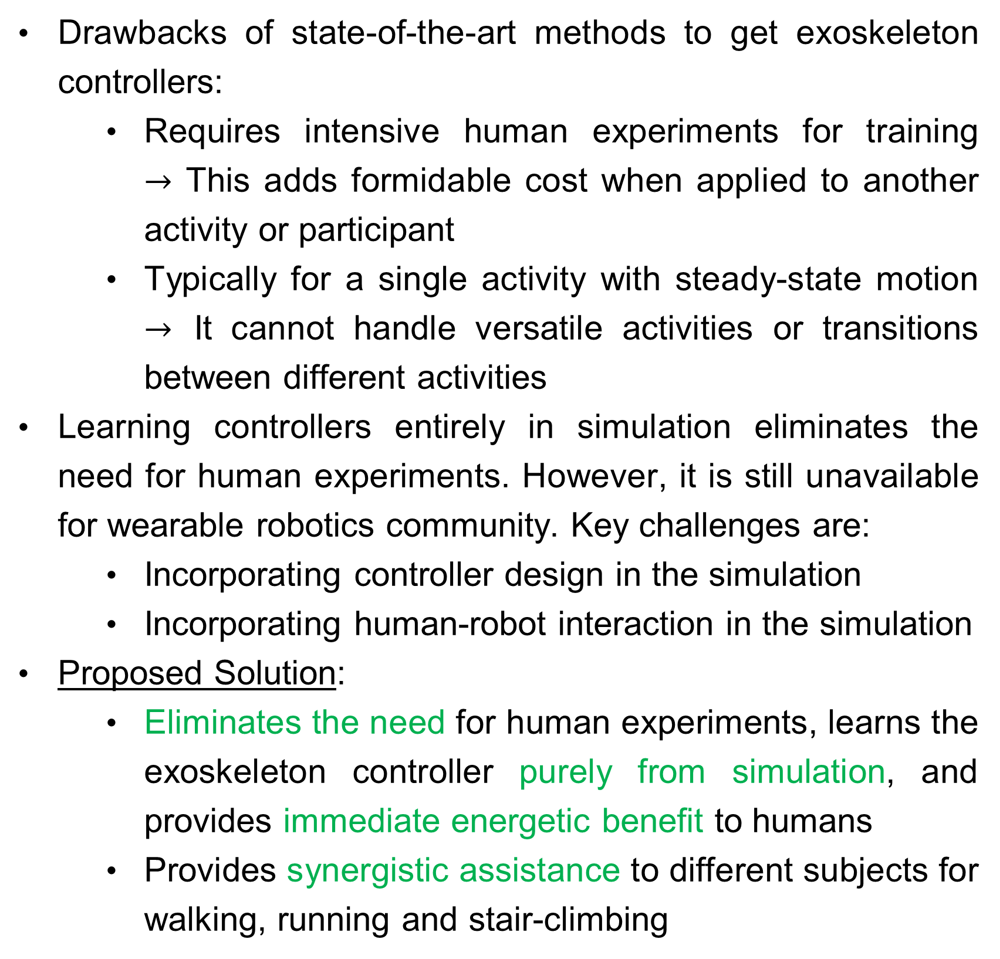 • Drawbacks of state-of-the-art methods to get exoskeleton
controllers:
• Requires intensive human experiments for training
→ This adds formidable cost when applied to another
activity or participant
• Typically for a single activity with steady-state motion
→ It cannot handle versatile activities or transitions
between different activities
• Learning controllers entirely in simulation eliminates the
need for human experiments. However, it is still unavailable
for wearable robotics community. Key challenges are:
• Incorporating controller design in the simulation
• Incorporating human-robot interaction in the simulation
• Proposed Solution:
• Eliminates the need for human experiments, learns the
exoskeleton controller purely from simulation, and
provides immediate energetic benefit to humans
• Provides synergistic assistance to different subjects for
walking, running and stair-climbing